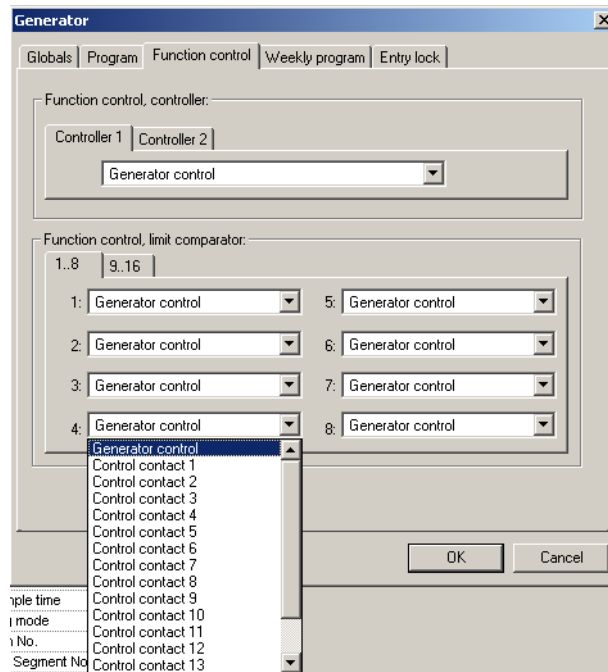 Generator
Globals Program Function control Weekly program Entry lock
Function control, controller:
Controller 1 Controller 2
Generator control
Function control, limit comparator:
1..8 9..16
1: Generator control 5: Generator control
2: Generator control 6: Generator control
3: Generator control 7: Generator control
4: Generator control 8: Generator control
Generator control
Control contact 1
Control contact 2
Control contact 3
Control contact 4
Control contact 5
Control contact 6
Control contact 7
Control contact 8
Control contact 9
Control contact 10
Control contact 11
Control contact 12
Control contact 13
OK Cancel
time
mode
No.
Segment